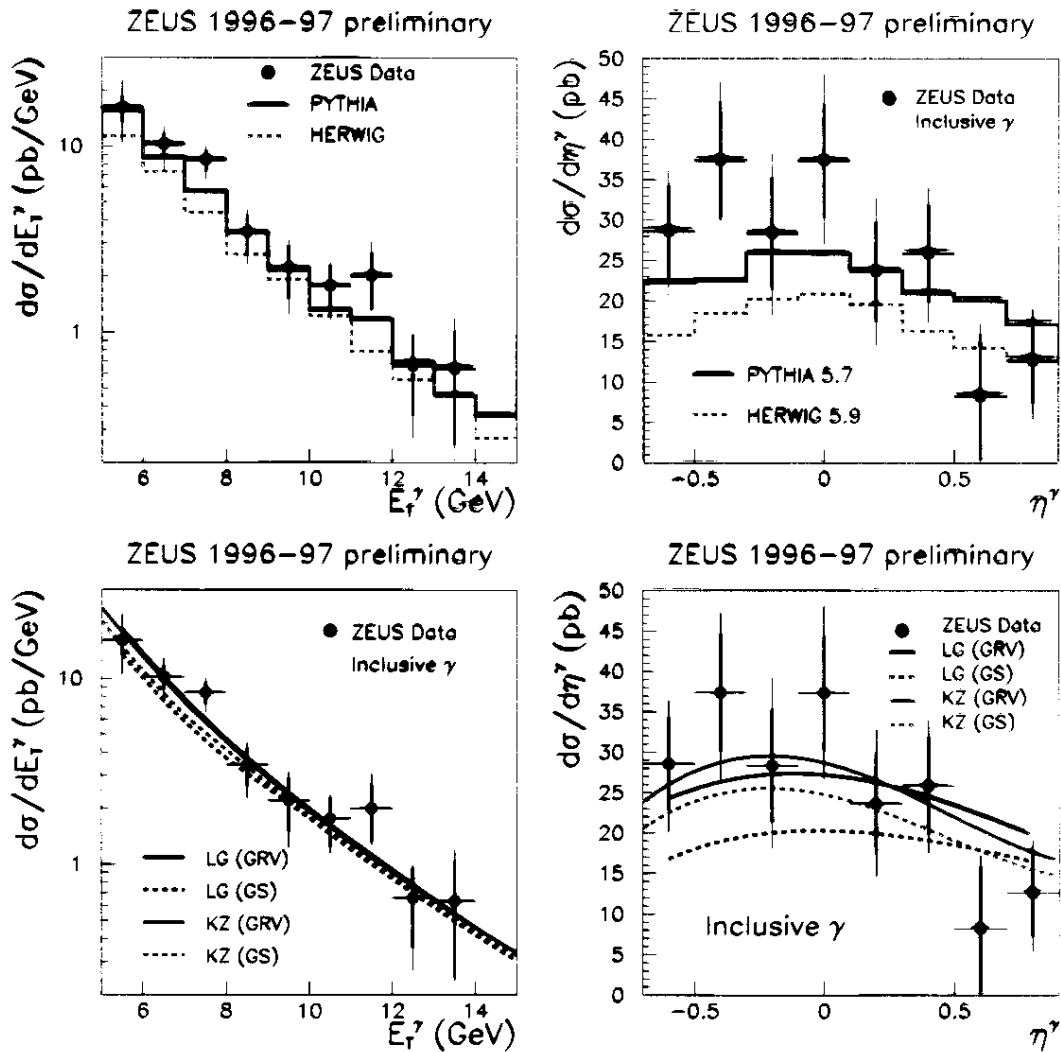 ZEUS 1996-97 preliminary
dσ/dE_T^γ (pb/GeV)
ZEUS Data
PYTHIA
HERWIG
10
1
6 8 10 12 14
E_T^γ (GeV)
ZEUS 1996-97 preliminary
dσ/dη^γ (pb)
50
45
40
35
30
25
20
15
10
5
0
ZEUS Data
Inclusive γ
PYTHIA 5.7
HERWIG 5.9
-0.5 0 0.5
η^γ
ZEUS 1996-97 preliminary
dσ/dE_T^γ (pb/GeV)
ZEUS Data
Inclusive γ
10
1
LG (GRV)
LG (GS)
KZ (GRV)
KZ (GS)
6 8 10 12 14
E_T^γ (GeV)
ZEUS 1996-97 preliminary
dσ/dη^γ (pb)
50
45
40
35
30
25
20
15
10
5
0
ZEUS Data
LG (GRV)
LG (GS)
KZ (GRV)
KZ (GS)
Inclusive γ
-0.5 0 0.5
η^γ